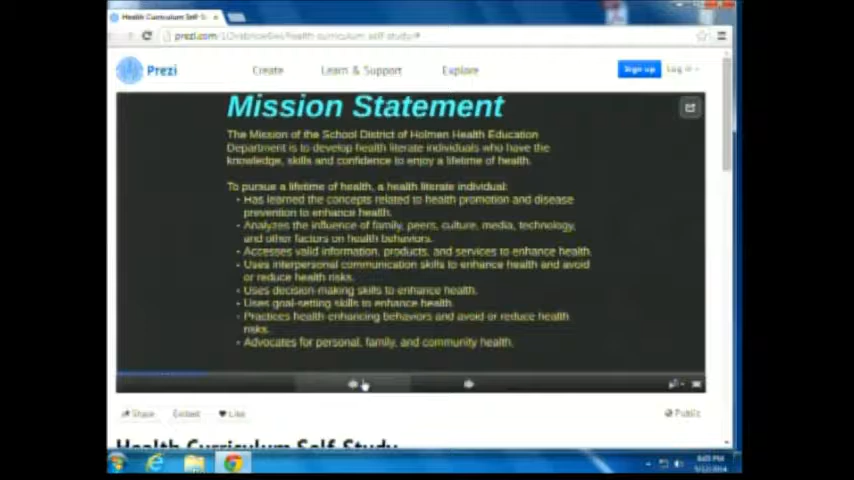 Health Curriculum Self-S
Prezi
Create
Learn & Support
Explore
Sign up
Log in
Mission Statement
The Mission of the School District of Holmen Health Education
Department is to develop health literate individuals who have the
knowledge, skills and confidence to enjoy a lifetime of health.
To pursue a lifetime of health, a health literate individual:
• Has learned the concepts related to health promotion and disease
prevention to enhance health.
• Analyzes the influence of family, peers, culture, media, technology,
and other factors on health behaviors.
• Accesses valid information, products, and services to enhance health.
• Uses interpersonal communication skills to enhance health and avoid
or reduce health risks.
• Uses decision-making skills to enhance health.
• Uses goal-setting skills to enhance health.
• Practices health enhancing behaviors and avoid or reduce health
risks.
• Advocates for personal, family, and community health.
Share
Embed
Like
Public
Health Curriculum Self-Study